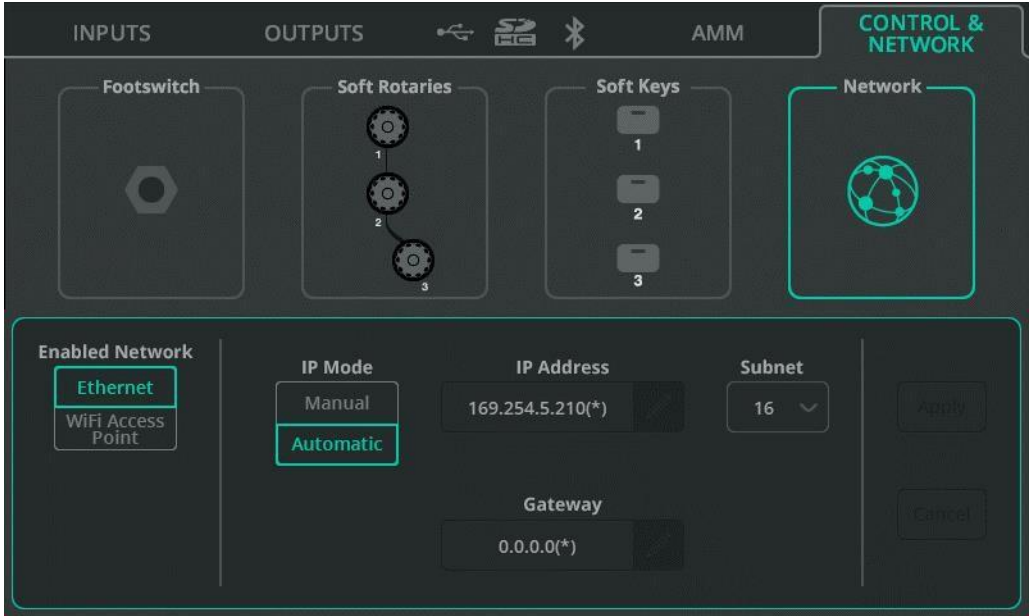 INPUTS
OUTPUTS
SD
HC
AMM
CONTROL &
NETWORK
Footswitch
Soft Rotaries
1
2
3
Soft Keys
1
2
3
Network
Enabled Network
Ethernet
WiFi Access
Point
IP Mode
Manual
Automatic
IP Address
169.254.5.210(*)
Subnet
16
Gateway
0.0.0.0(*)
Apply
Cancel